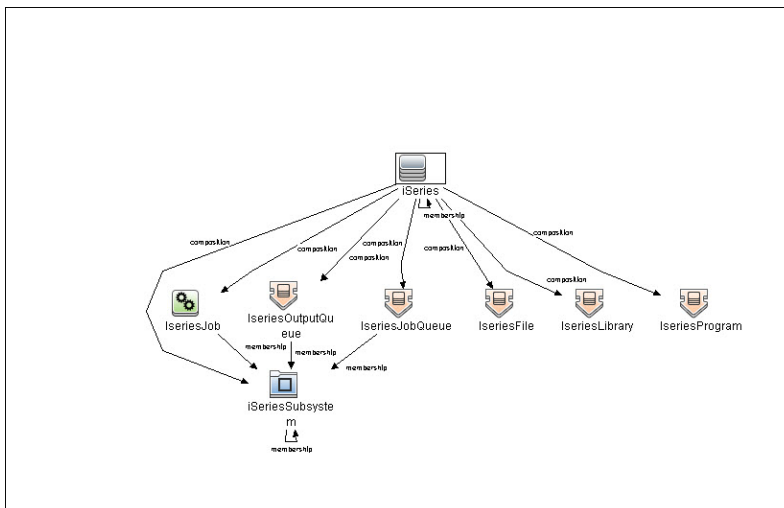 iSeries
membership
composition
composition
composition
composition
composition
composition
composition
IseriesJob
IseriesOutputQu
eue
IseriesJobQueue
IseriesFile
IseriesLibrary
IseriesProgram
membership
membership
membership
iSeriesSubsyste
m
membership